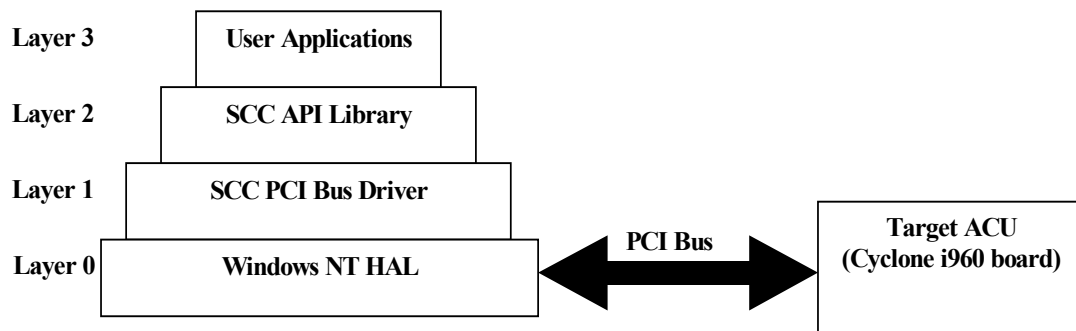 Layer 3
User Applications
Layer 2
SCC API Library
Layer 1
SCC PCI Bus Driver
Layer 0
Windows NT HAL
PCI Bus
Target ACU
(Cyclone i960 board)